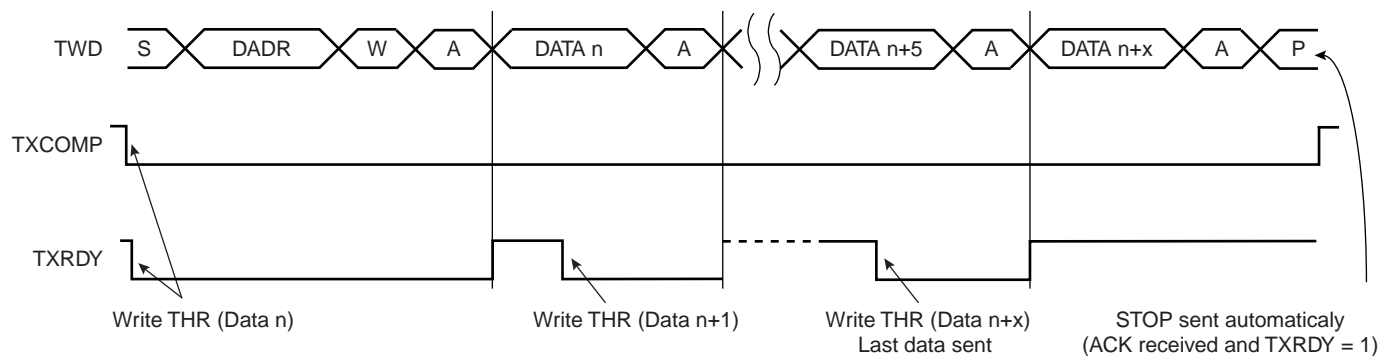 TWD S DADR W A DATA n A DATA n+5 A DATA n+x A P
TXCOMP
TXRDY
Write THR (Data n)
Write THR (Data n+1)
Write THR (Data n+x)
Last data sent
STOP sent automaticaly
(ACK received and TXRDY = 1)